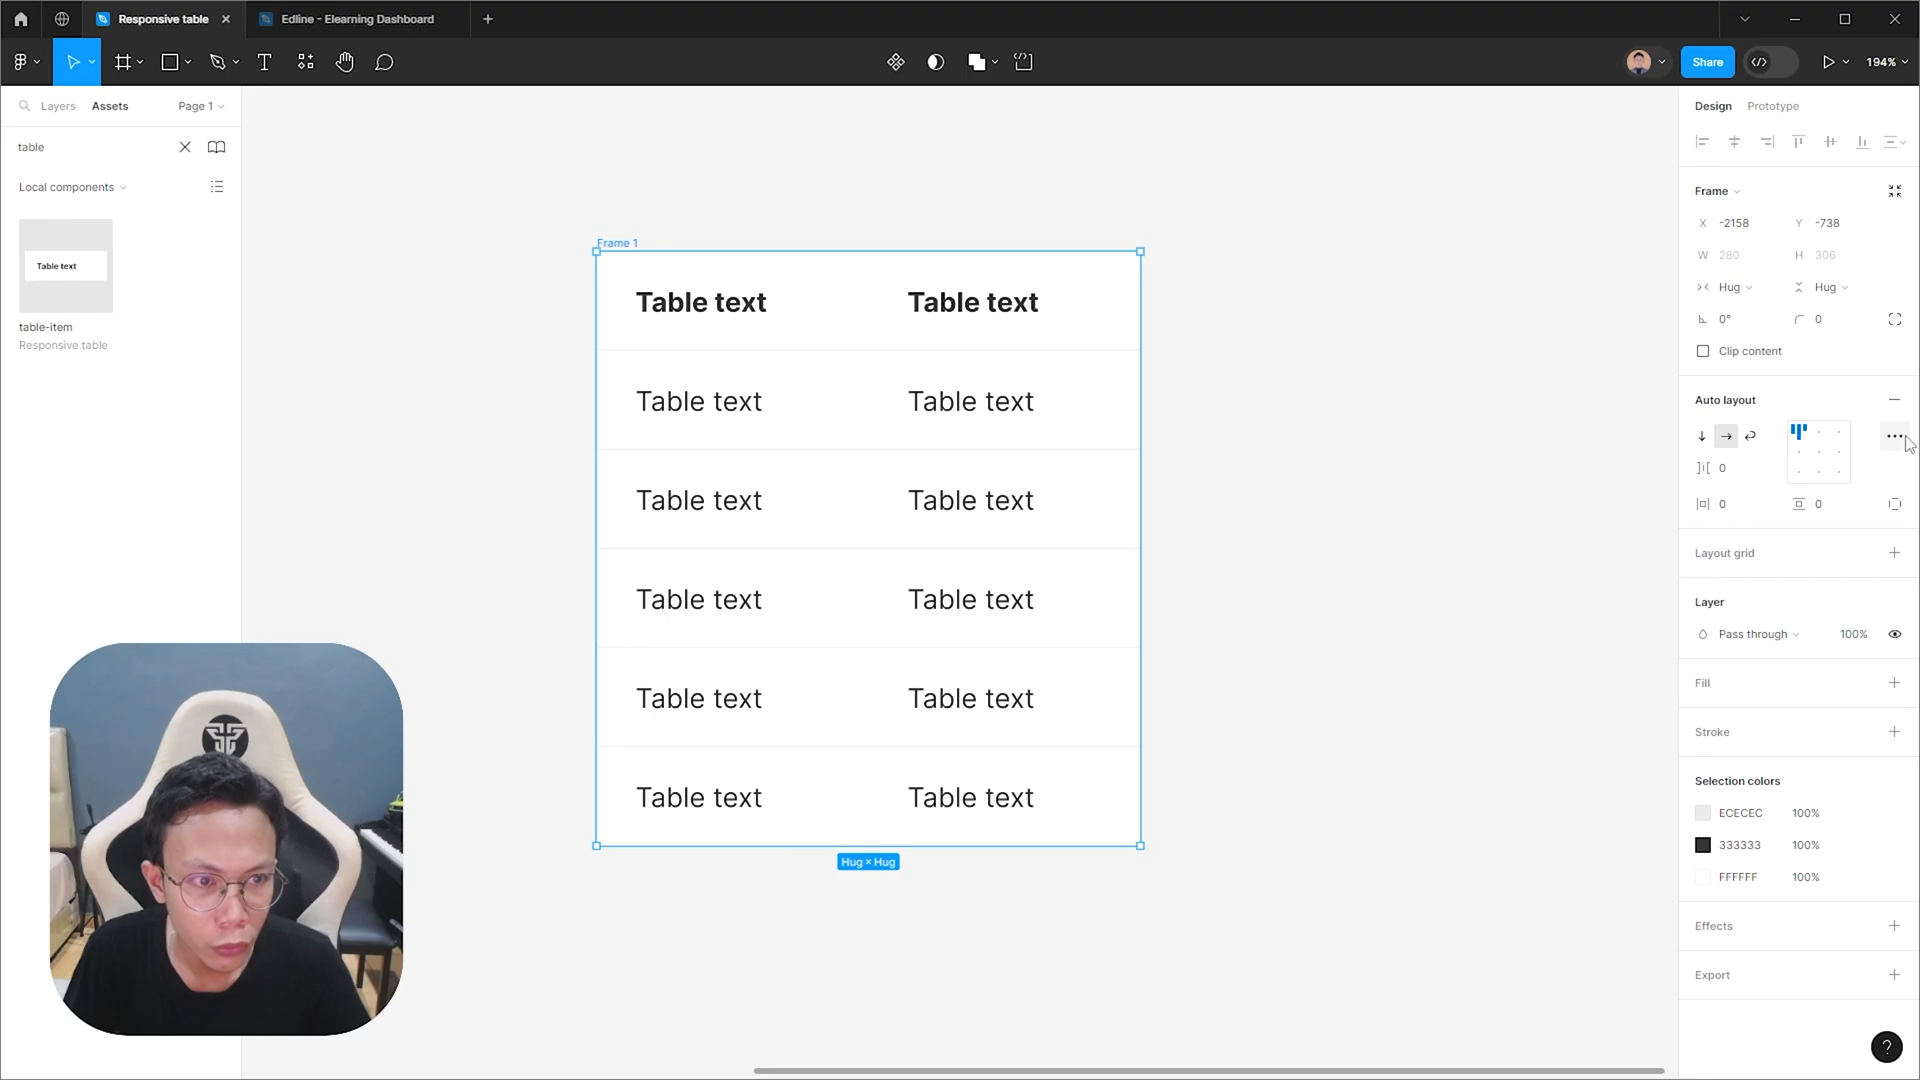 Responsive table
Edline - Elearning Dashboard
Share
194%
Layers
Assets
Page 1
table
Local components
Table text
table-item
Responsive table
Frame 1
Table text Table text
Table text Table text
Table text Table text
Table text Table text
Table text Table text
Table text Table text
Hug × Hug
Design Prototype
Frame
X -2158 Y -738
W 280 H 306
Hug Hug
0° 0
Clip content
Auto layout
0
0 0
Layout grid
Layer
Pass through 100%
Fill
Stroke
Selection colors
ECECEC 100%
333333 100%
FFFFFF 100%
Effects
Export
?